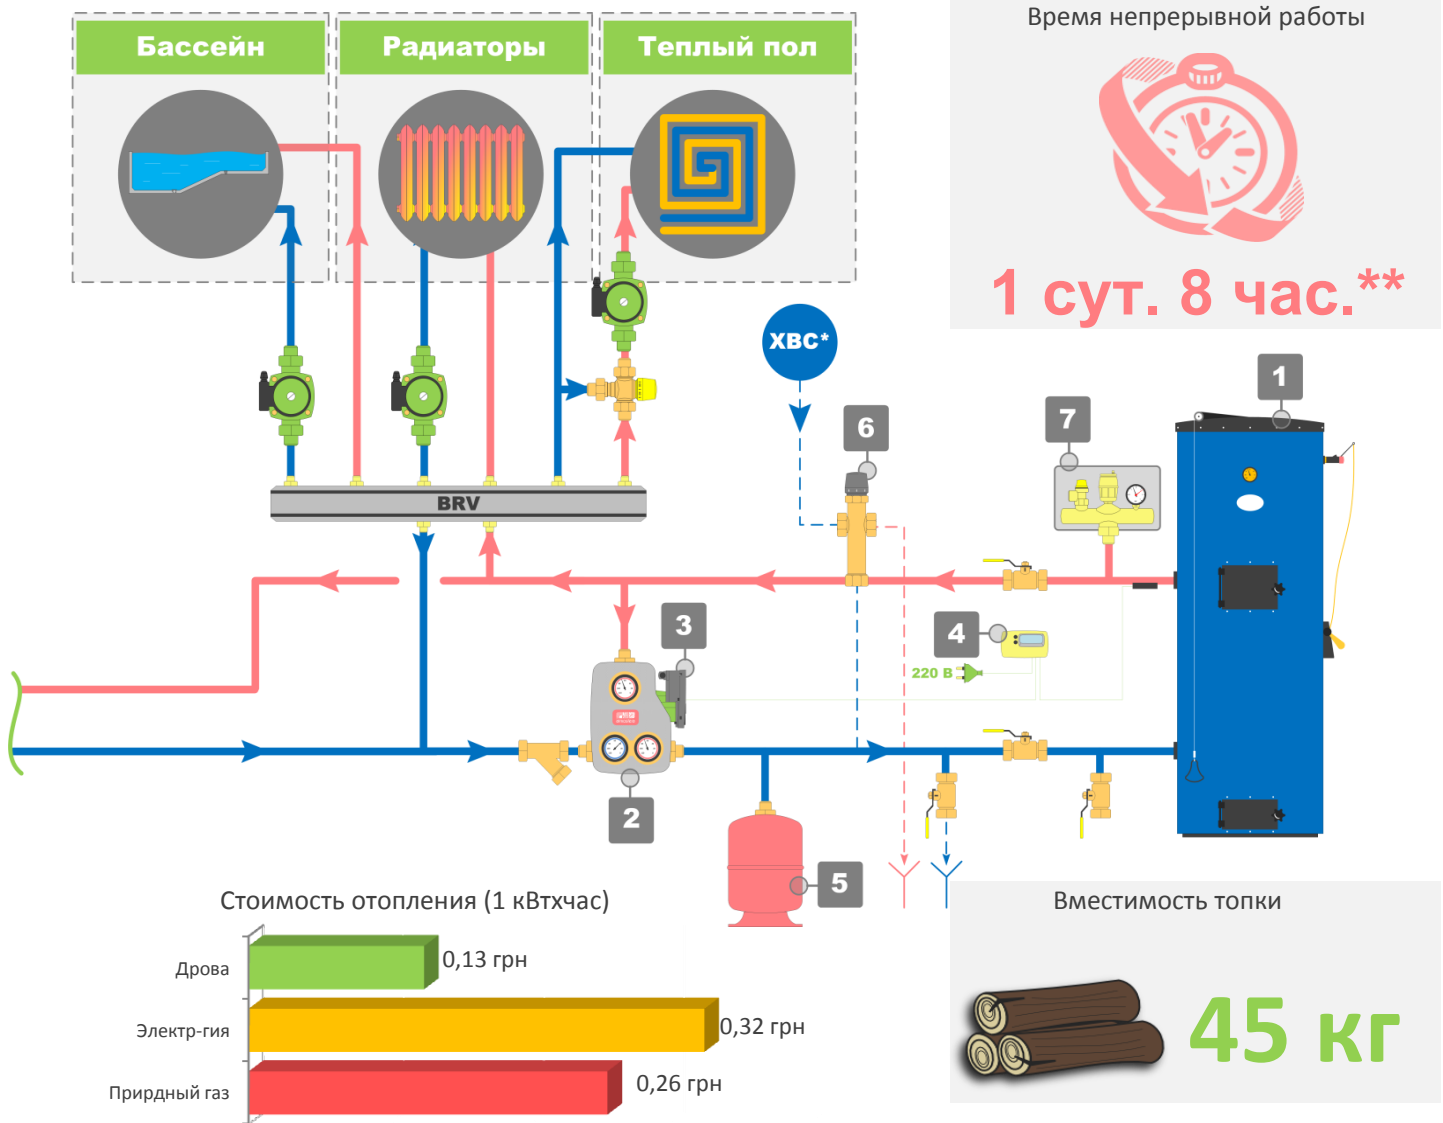 Бассейн
Радиаторы
Теплый пол
Время непрерывной работы
1 сут. 8 час.**
ХВС*
1
6
7
BRV
3
4
220 В
2
5
Стоимость отопления (1 кВтхчас)
Дрова
0,13 грн
Электр-гия
0,32 грн
Прирдный газ
0,26 грн
Вместимость топки
45 кг